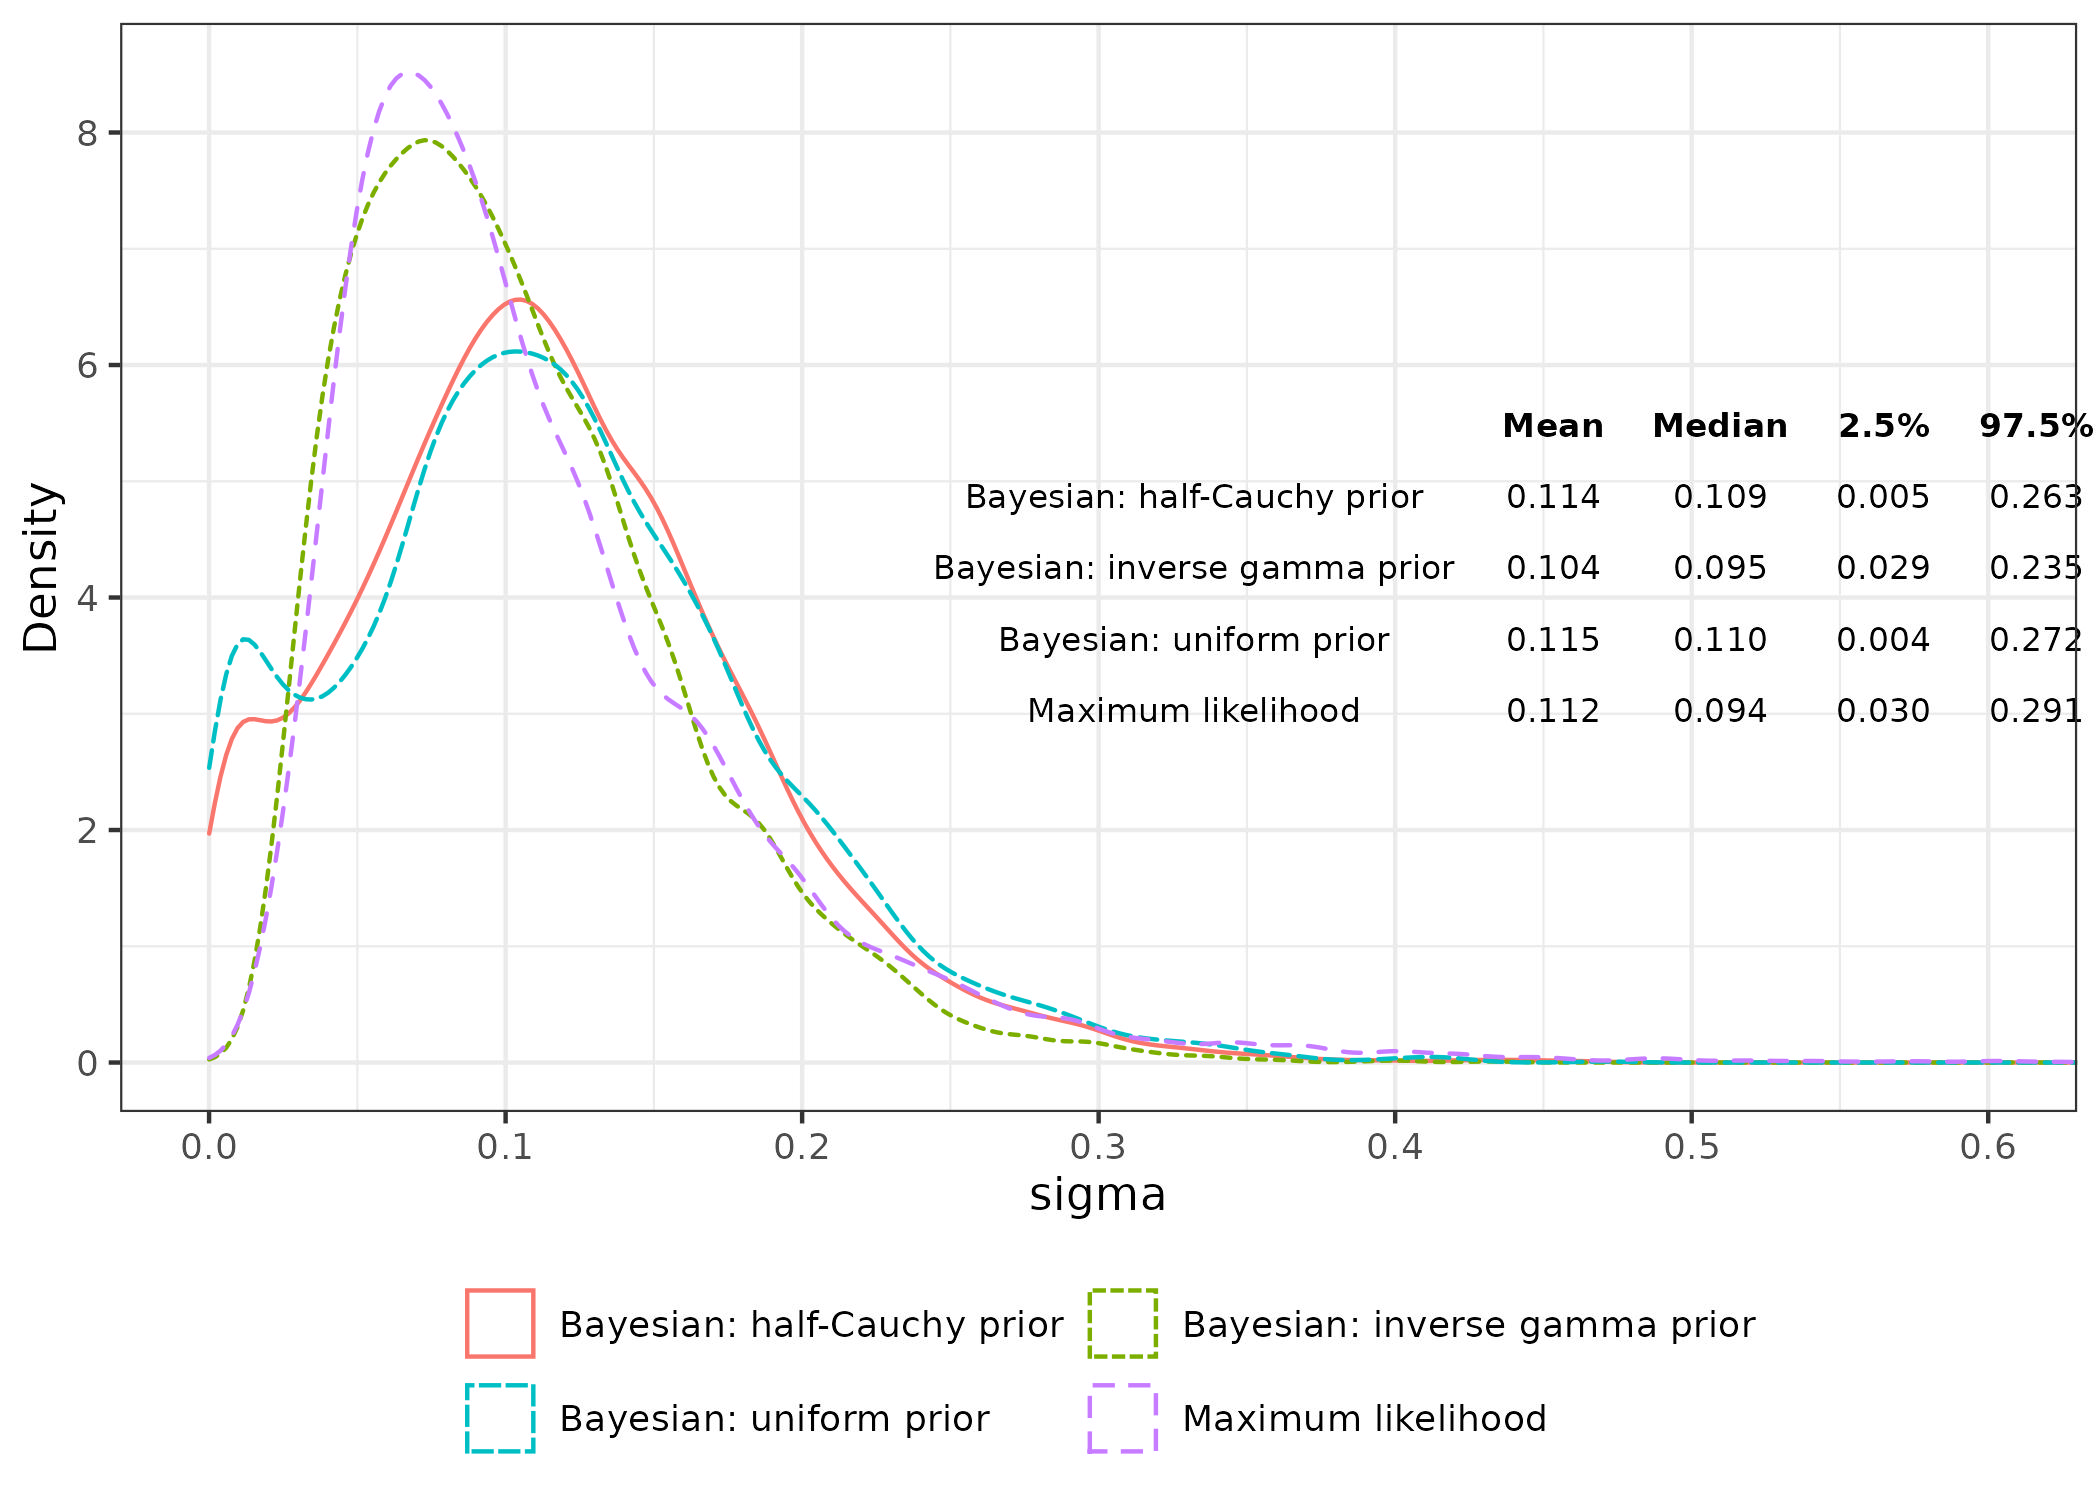 8
6
4
2
0
Density
Mean Median 2.5% 97.5%
Bayesian: half-Cauchy prior 0.114 0.109 0.005 0.263
Bayesian: inverse gamma prior 0.104 0.095 0.029 0.235
Bayesian: uniform prior 0.115 0.110 0.004 0.272
Maximum likelihood 0.112 0.094 0.030 0.291
0.0 0.1 0.2 0.3 0.4 0.5 0.6
sigma
Bayesian: half-Cauchy prior Bayesian: inverse gamma prior
Bayesian: uniform prior Maximum likelihood